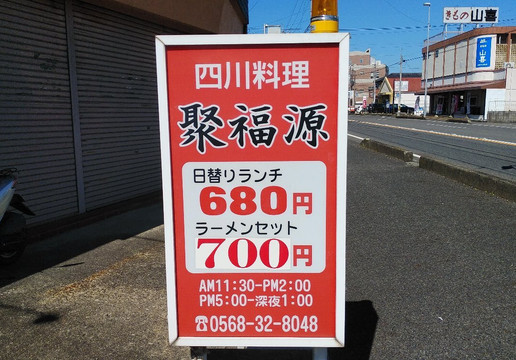 四川料理
聚福源
日替りランチ
680円
ラーメンセット
700円
AM11:30-PM2:00
PM5:00-深夜1:00
☎0568-32-8048
きもの山喜
山喜